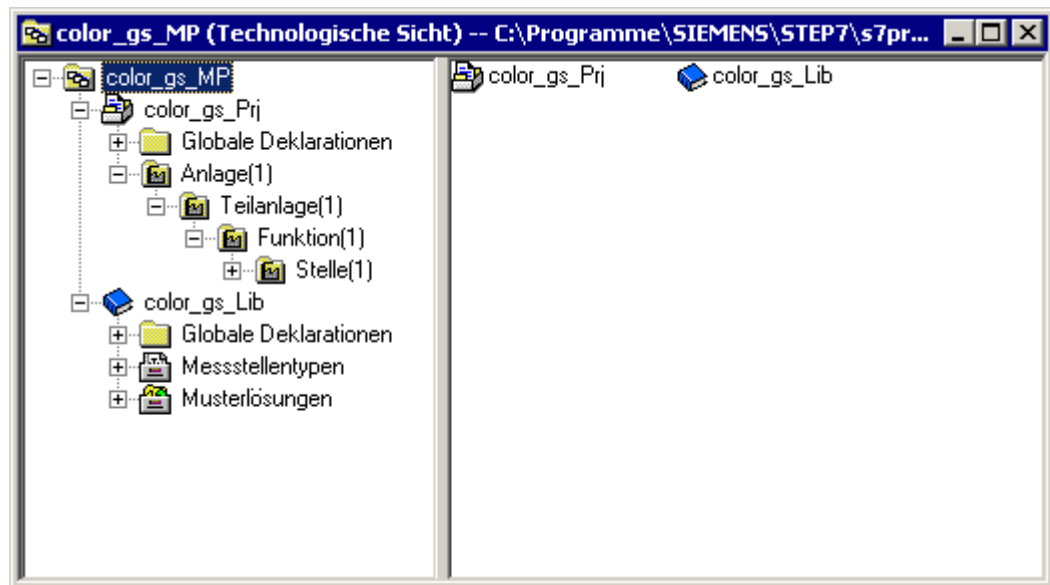 color_gs_MP (Technologische Sicht) -- C:\Programme\SIEMENS\STEP7\s7pr...
color_gs_MP
color_gs_Prj
Globale Deklarationen
Anlage(1)
Teilanlage(1)
Funktion(1)
Stelle(1)
color_gs_Lib
Globale Deklarationen
Messstellentypen
Musterlösungen
color_gs_Prj color_gs_Lib